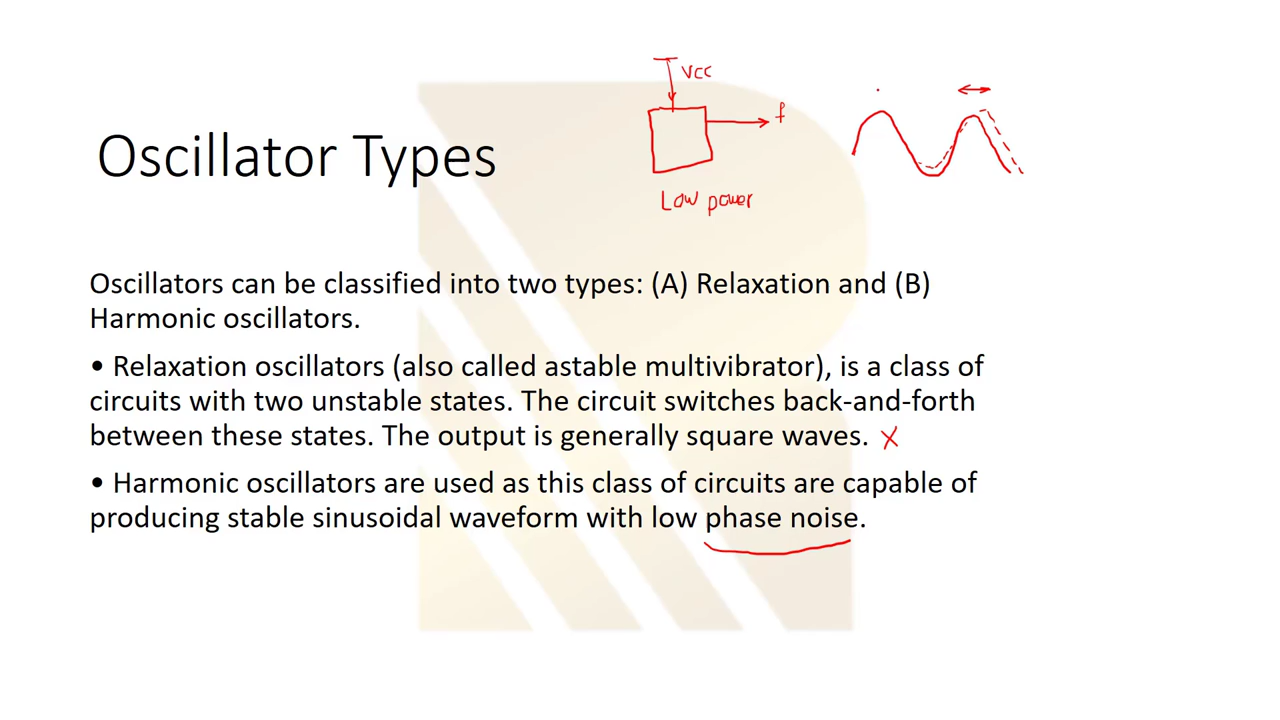 VCC
f
Oscillator Types
Low power
Oscillators can be classified into two types: (A) Relaxation and (B)
Harmonic oscillators.
• Relaxation oscillators (also called astable multivibrator), is a class of
circuits with two unstable states. The circuit switches back-and-forth
between these states. The output is generally square waves. X
• Harmonic oscillators are used as this class of circuits are capable of
producing stable sinusoidal waveform with low phase noise.